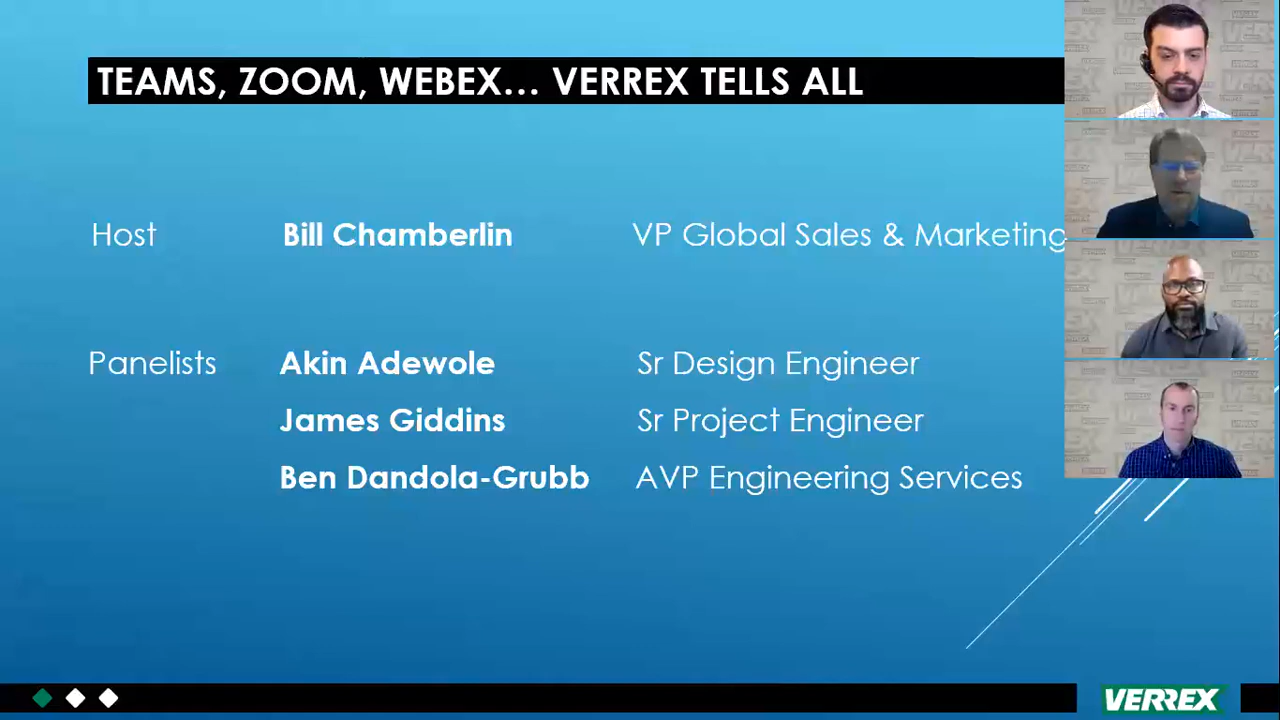 TEAMS, ZOOM, WEBEX... VERREX TELLS ALL
Host Bill Chamberlin VP Global Sales & Marketing
Panelists Akin Adewole Sr Design Engineer
James Giddins Sr Project Engineer
Ben Dandola-Grubb AVP Engineering Services
VERREX